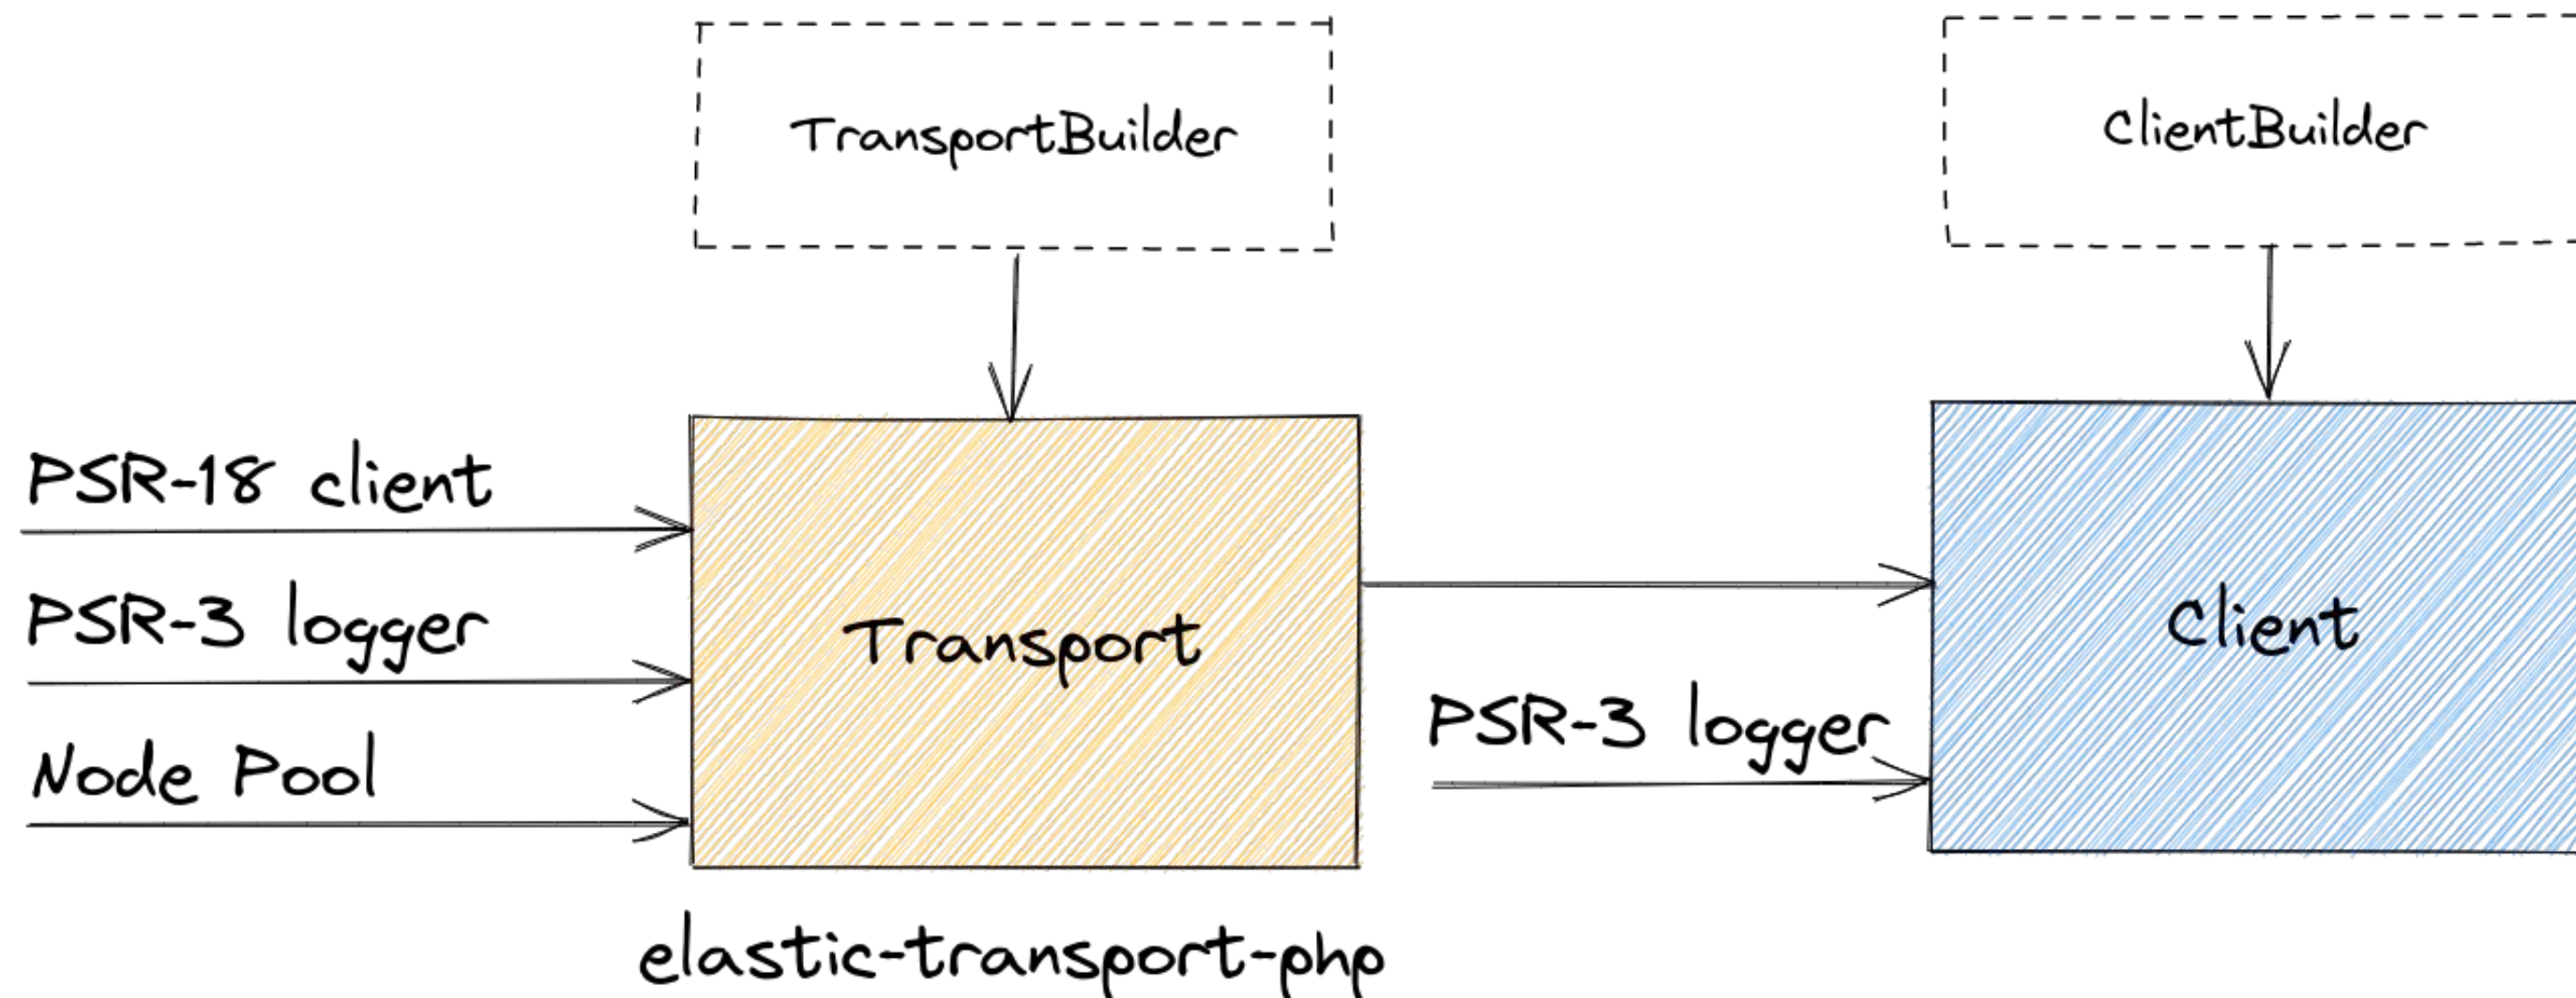 TransportBuilder
ClientBuilder
PSR-18 client
PSR-3 logger
Node Pool
Transport
PSR-3 logger
Client
elastic-transport-php